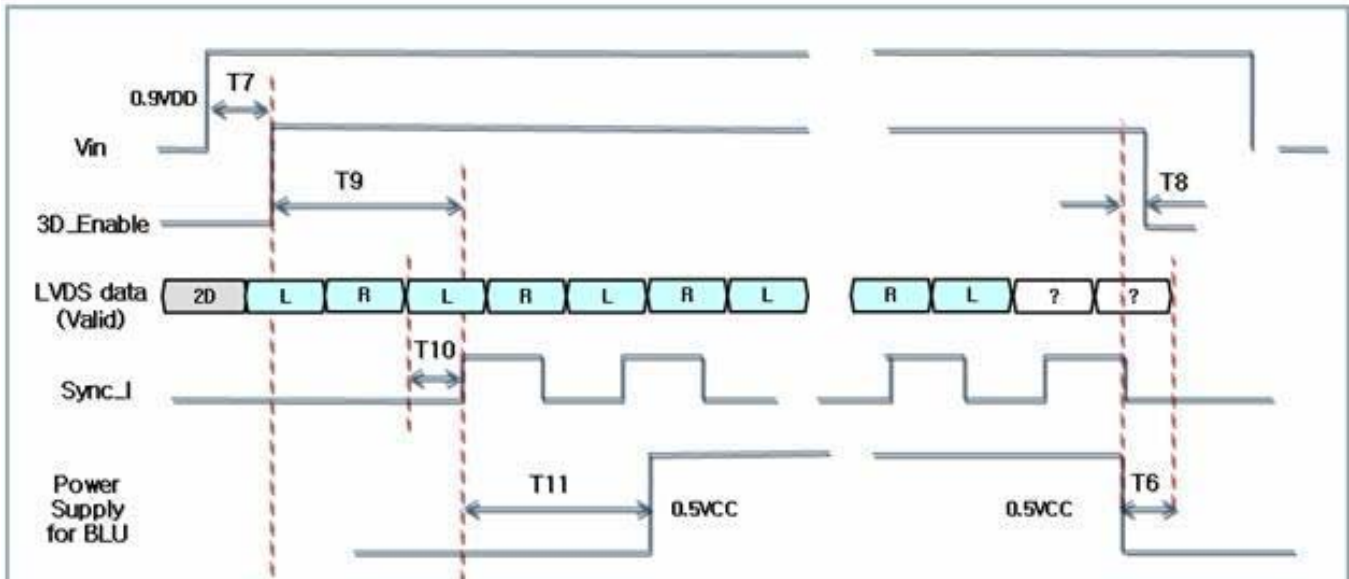 T7
0.9VDD
Vin
T9
T8
3D_Enable
LVDS data
(Valid)
2D L R L R L R L R L ? ?
T10
Sync_I
Power
Supply
for BLU
T11
0.5VCC
0.5VCC
T6